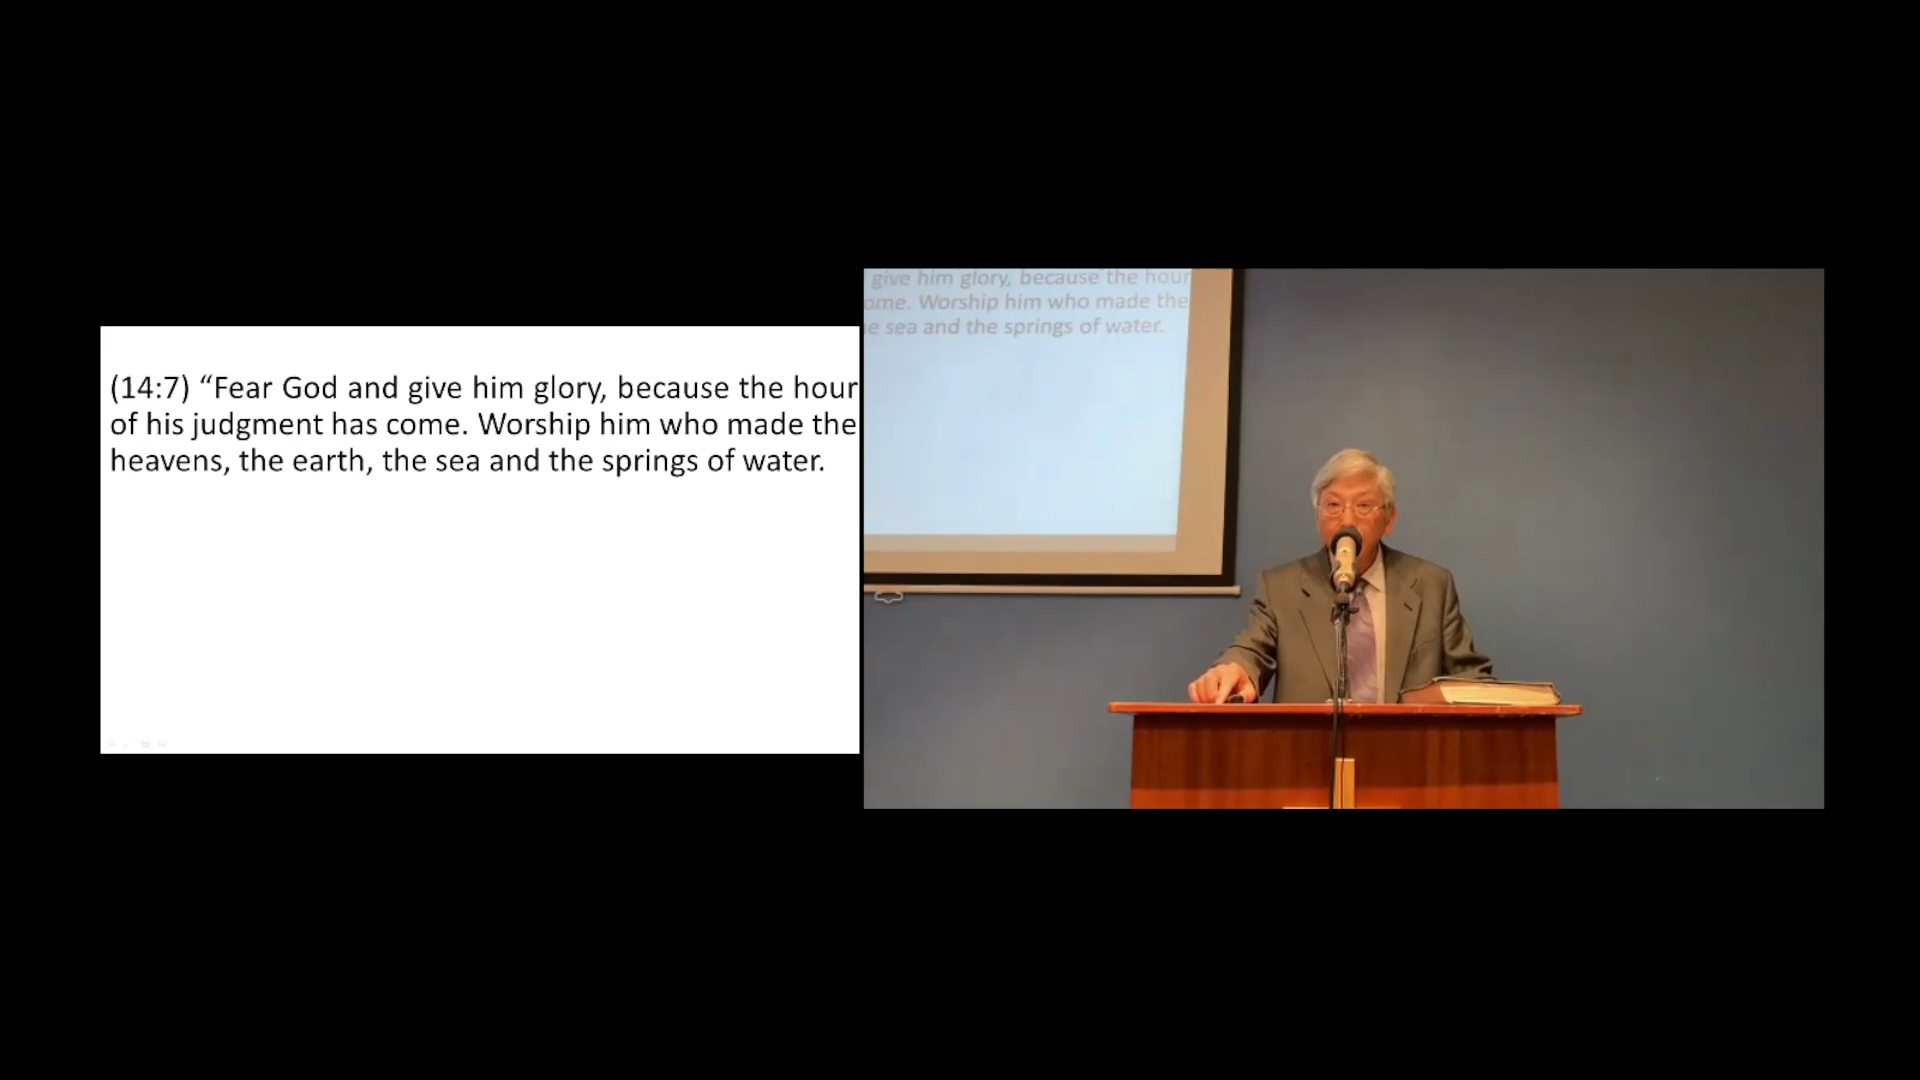 (14:7) “Fear God and give him glory, because the hour
of his judgment has come. Worship him who made the
heavens, the earth, the sea and the springs of water.
give him glory, because the hour
ome. Worship him who made the
e sea and the springs of water.